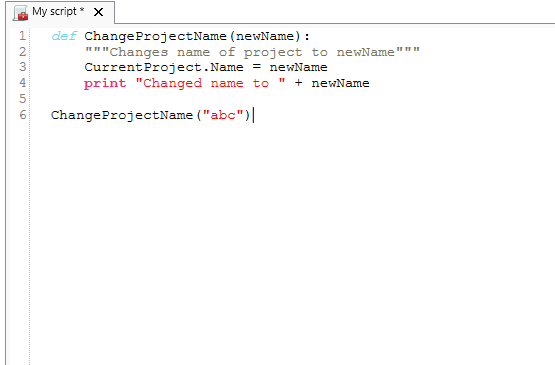 My script *
1 def ChangeProjectName(newName):
2 """Changes name of project to newName"""
3 CurrentProject.Name = newName
4 print "Changed name to " + newName
5
6 ChangeProjectName("abc")